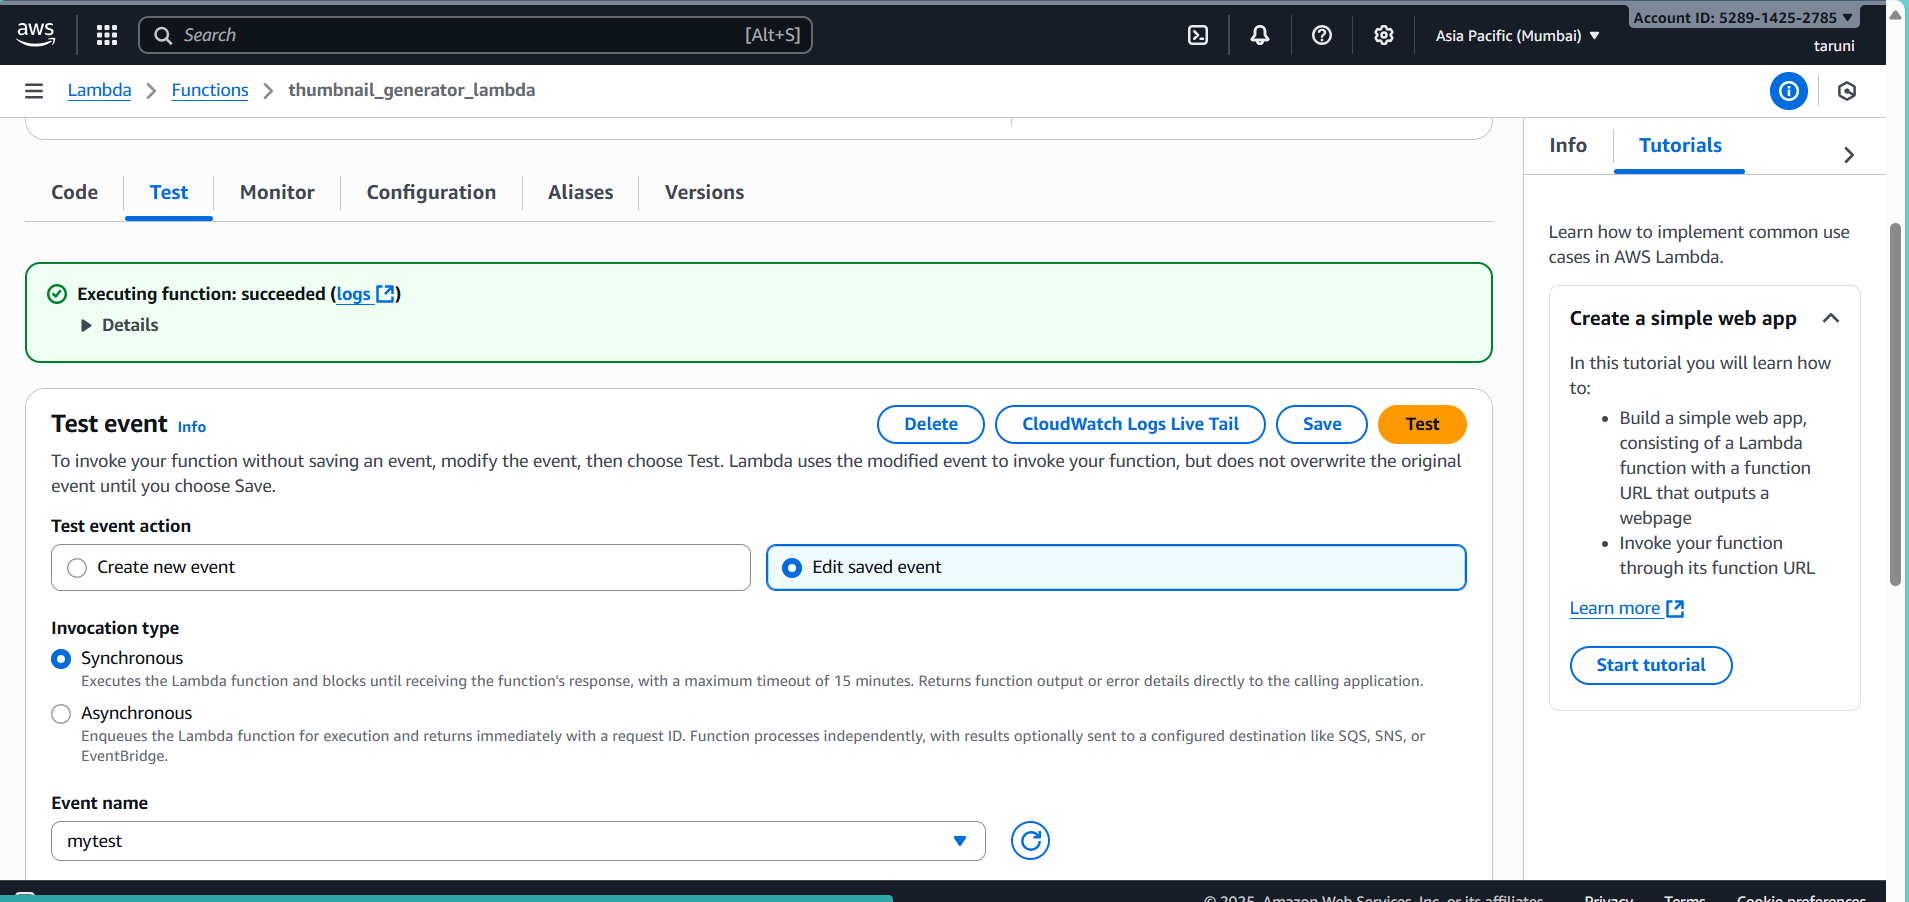 aws
Search [Alt+S]
Asia Pacific (Mumbai) ▼
Account ID: 5289-1425-2785 ▼
taruni
Lambda > Functions > thumbnail_generator_lambda
Code
Test
Monitor
Configuration
Aliases
Versions
Executing function: succeeded (logs)
Details
Test event Info
Delete
CloudWatch Logs Live Tail
Save
Test
To invoke your function without saving an event, modify the event, then choose Test. Lambda uses the modified event to invoke your function, but does not overwrite the original
event until you choose Save.
Test event action
Create new event
Edit saved event
Invocation type
Synchronous
Executes the Lambda function and blocks until receiving the function's response, with a maximum timeout of 15 minutes. Returns function output or error details directly to the calling application.
Asynchronous
Enqueues the Lambda function for execution and returns immediately with a request ID. Function processes independently, with results optionally sent to a configured destination like SQS, SNS, or
EventBridge.
Event name
mytest
Info
Tutorials
Learn how to implement common use
cases in AWS Lambda.
Create a simple web app
In this tutorial you will learn how
to:
• Build a simple web app,
consisting of a Lambda
function with a function
URL that outputs a
webpage
• Invoke your function
through its function URL
Learn more
Start tutorial
© 2025, Amazon Web Services, Inc. or its affiliates.
Privacy
Terms
Cookie preferences